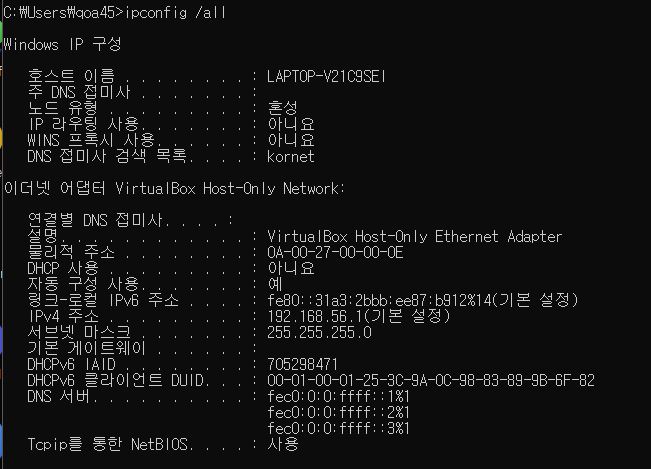 C:₩Users₩qoa45>ipconfig /all
Windows IP 구성
호스트 이름 . . . . . . . . : LAPTOP-V21C9SEI
주 DNS 접미사 . . . . . . . :
노드 유형 . . . . . . . . . : 혼성
IP 라우팅 사용. . . . . . . : 아니요
WINS 프록시 사용. . . . . . : 아니요
DNS 접미사 검색 목록. . . . : kornet
이더넷 어댑터 VirtualBox Host-Only Network:
연결별 DNS 접미사. . . . :
설명. . . . . . . . . . . . : VirtualBox Host-Only Ethernet Adapter
물리적 주소 . . . . . . . . : 0A-00-27-00-00-0E
DHCP 사용 . . . . . . . . . : 아니요
자동 구성 사용. . . . . . . : 예
링크-로컬 IPv6 주소 . . . . : fe80::31a3:2bbb:ee87:b912%14(기본 설정)
IPv4 주소 . . . . . . . . . : 192.168.56.1(기본 설정)
서브넷 마스크 . . . . . . . : 255.255.255.0
기본 게이트웨이 . . . . . . :
DHCPv6 IAID . . . . . . . . : 705298471
DHCPv6 클라이언트 DUID. . . : 00-01-00-01-25-3C-9A-0C-98-83-89-9B-6F-82
DNS 서버. . . . . . . . . . : fec0:0:0:ffff::1%1
fec0:0:0:ffff::2%1
fec0:0:0:ffff::3%1
Tcpip를 통한 NetBIOS. . . . : 사용